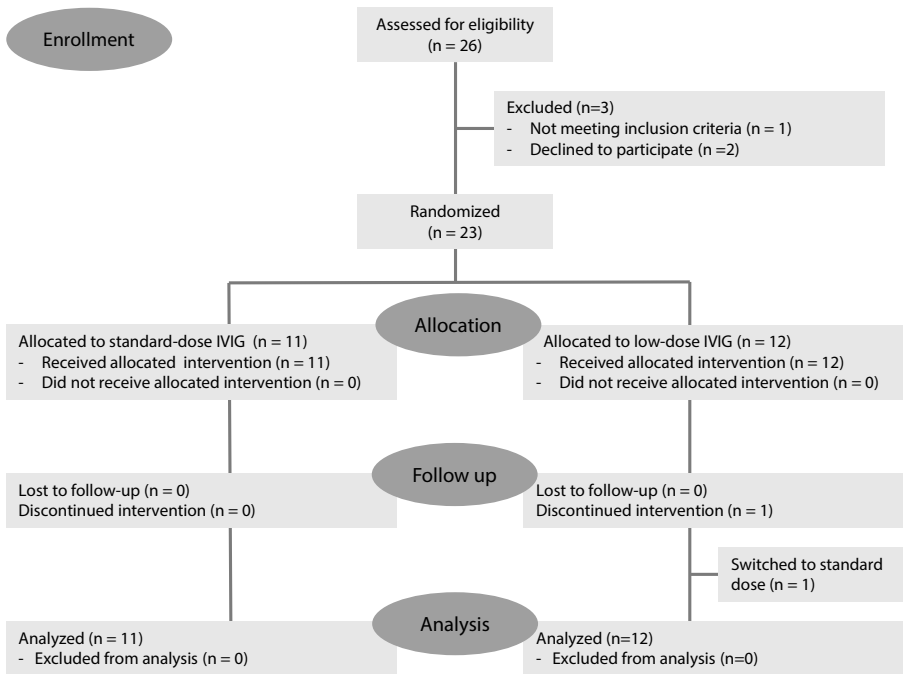 Enrollment
Assessed for eligibility
(n = 26)
Excluded (n=3)
- Not meeting inclusion criteria (n = 1)
- Declined to participate (n =2)
Randomized
(n = 23)
Allocation
Allocated to standard-dose IVIG (n = 11)
- Received allocated intervention (n = 11)
- Did not receive allocated intervention (n = 0)
Allocated to low-dose IVIG (n = 12)
- Received allocated intervention (n = 12)
- Did not receive allocated intervention (n = 0)
Follow up
Lost to follow-up (n = 0)
Discontinued intervention (n = 0)
Lost to follow-up (n = 0)
Discontinued intervention (n = 1)
Switched to standard
dose (n = 1)
Analysis
Analyzed (n = 11)
- Excluded from analysis (n = 0)
Analyzed (n=12)
- Excluded from analysis (n=0)